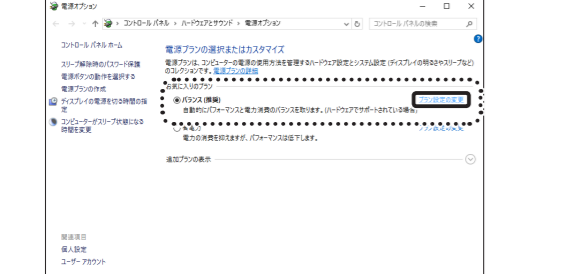 電源オプション
コントロール パネル › ハードウェアとサウンド › 電源オプション
コントロール パネルの検索
コントロール パネル ホーム
スリープ解除時のパスワード保護
電源ボタンの動作を選択する
電源プランの作成
ディスプレイの電源を切る時間の指
定
コンピューターがスリープ状態になる
時間を変更
電源プランの選択またはカスタマイズ
電源プランは、コンピューターの電源の使用方法を管理するハードウェア設定とシステム設定 (ディスプレイの明るさやスリープなど)
のコレクションです。電源プランの詳細
お気に入りのプラン
バランス (推奨)
プラン設定の変更
自動的にパフォーマンスと電力消費のバランスを取ります。(ハードウェアでサポートされている場合)
電力の消費を抑えますが、パフォーマンスは低下します。
追加プランの表示
関連項目
個人設定
ユーザー アカウント